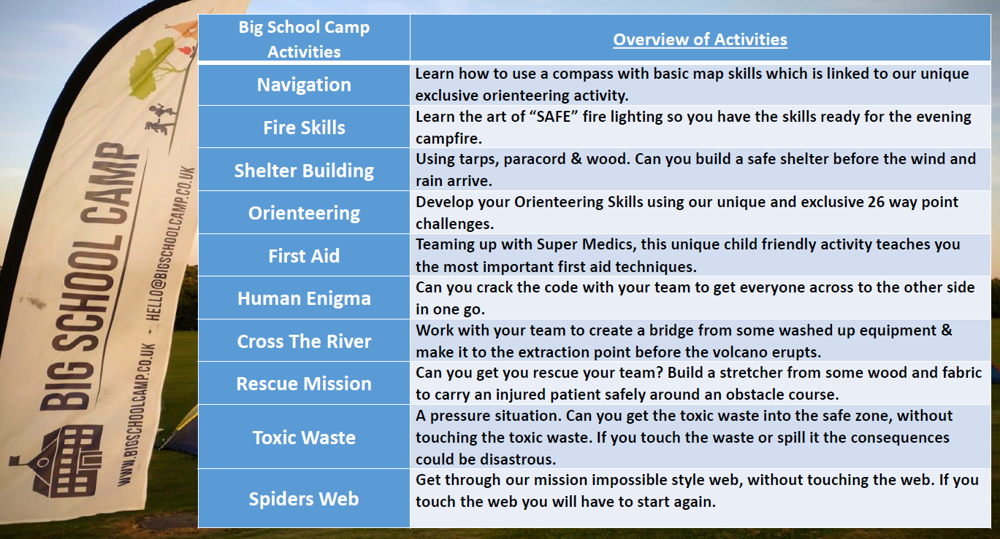 Big School Camp
Activities
Overview of Activities
Navigation
Learn how to use a compass with basic map skills which is linked to our unique
exclusive orienteering activity.
Fire Skills
Learn the art of “SAFE” fire lighting so you have the skills ready for the evening
campfire.
Shelter Building
Using tarps, paracord & wood. Can you build a safe shelter before the wind and
rain arrive.
Orienteering
Develop your Orienteering Skills using our unique and exclusive 26 way point
challenges.
First Aid
Teaming up with Super Medics, this unique child friendly activity teaches you
the most important first aid techniques.
Human Enigma
Can you crack the code with your team to get everyone across to the other side
in one go.
Cross The River
Work with your team to create a bridge from some washed up equipment &
make it to the extraction point before the volcano erupts.
Rescue Mission
Can you get you rescue your team? Build a stretcher from some wood and fabric
to carry an injured patient safely around an obstacle course.
Toxic Waste
A pressure situation. Can you get the toxic waste into the safe zone, without
touching the toxic waste. If you touch the waste or spill it the consequences
could be disastrous.
Spiders Web
Get through our mission impossible style web, without touching the web. If you
touch the web you will have to start again.
BIG SCHOOL CAMP
WWW.BIGSCHOOLCAMP.CO.UK - HELLO@BIGSCHOOLCAMP.CO.UK